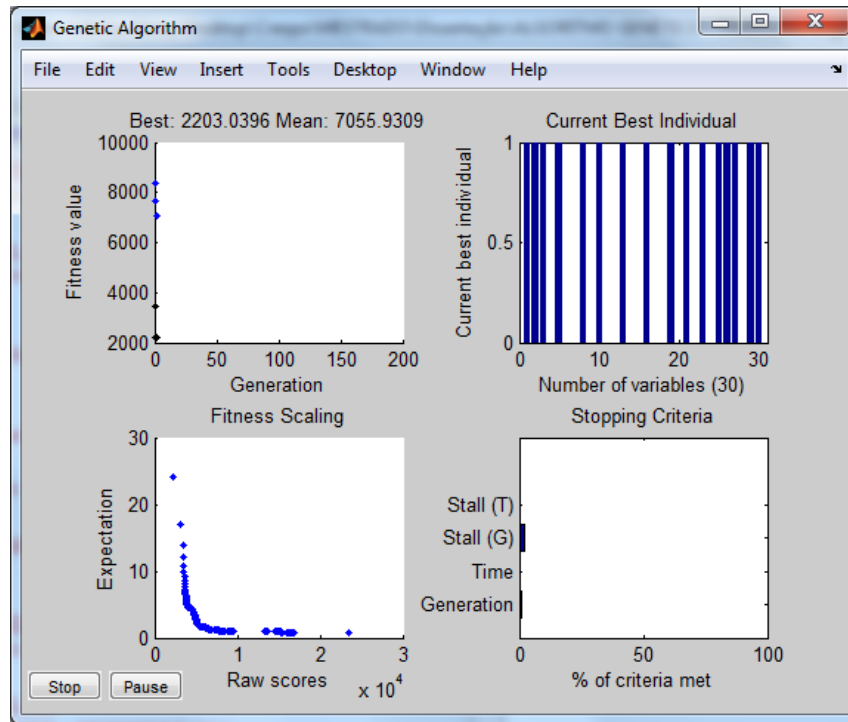 Genetic Algorithm
File Edit View Insert Tools Desktop Window Help
Best: 2203.0396 Mean: 7055.9309
10000
8000
6000
4000
2000
Fitness value
0 50 100 150 200
Generation
Current Best Individual
1
0.5
0
Current best individual
0 10 20 30
Number of variables (30)
Fitness Scaling
30
20
10
0
Expectation
0 1 2 3
Raw scores x 10^4
Stopping Criteria
Stall (T)
Stall (G)
Time
Generation
0 50 100
% of criteria met
Stop Pause